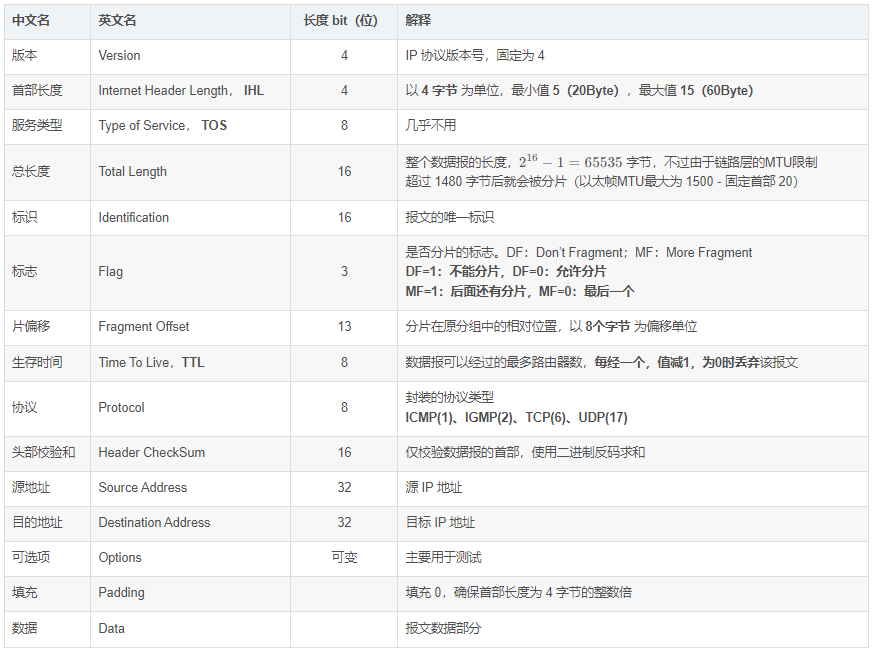 中文名 英文名 长度 bit（位） 解释
版本 Version 4 IP 协议版本号，固定为 4
首部长度 Internet Header Length， IHL 4 以 4 字节 为单位，最小值 5（20Byte），最大值 15（60Byte）
服务类型 Type of Service， TOS 8 几乎不用
总长度 Total Length 16 整个数据报的长度，2^16 − 1 = 65535 字节，不过由于链路层的MTU限制
超过 1480 字节后就会被分片（以太帧MTU最大为 1500 - 固定首部 20）
标识 Identification 16 报文的唯一标识
标志 Flag 3 是否分片的标志。DF：Don't Fragment；MF：More Fragment
DF=1：不能分片，DF=0：允许分片
MF=1：后面还有分片，MF=0：最后一个
片偏移 Fragment Offset 13 分片在原分组中的相对位置，以 8个字节 为偏移单位
生存时间 Time To Live，TTL 8 数据报可以经过的最多路由器数，每经一个，值减1，为0时丢弃该报文
协议 Protocol 8 封装的协议类型
ICMP(1)、IGMP(2)、TCP(6)、UDP(17)
头部校验和 Header CheckSum 16 仅校验数据报的首部，使用二进制反码求和
源地址 Source Address 32 源 IP 地址
目的地址 Destination Address 32 目标 IP 地址
可选项 Options 可变 主要用于测试
填充 Padding 填充 0，确保首部长度为 4 字节的整数倍
数据 Data 报文数据部分